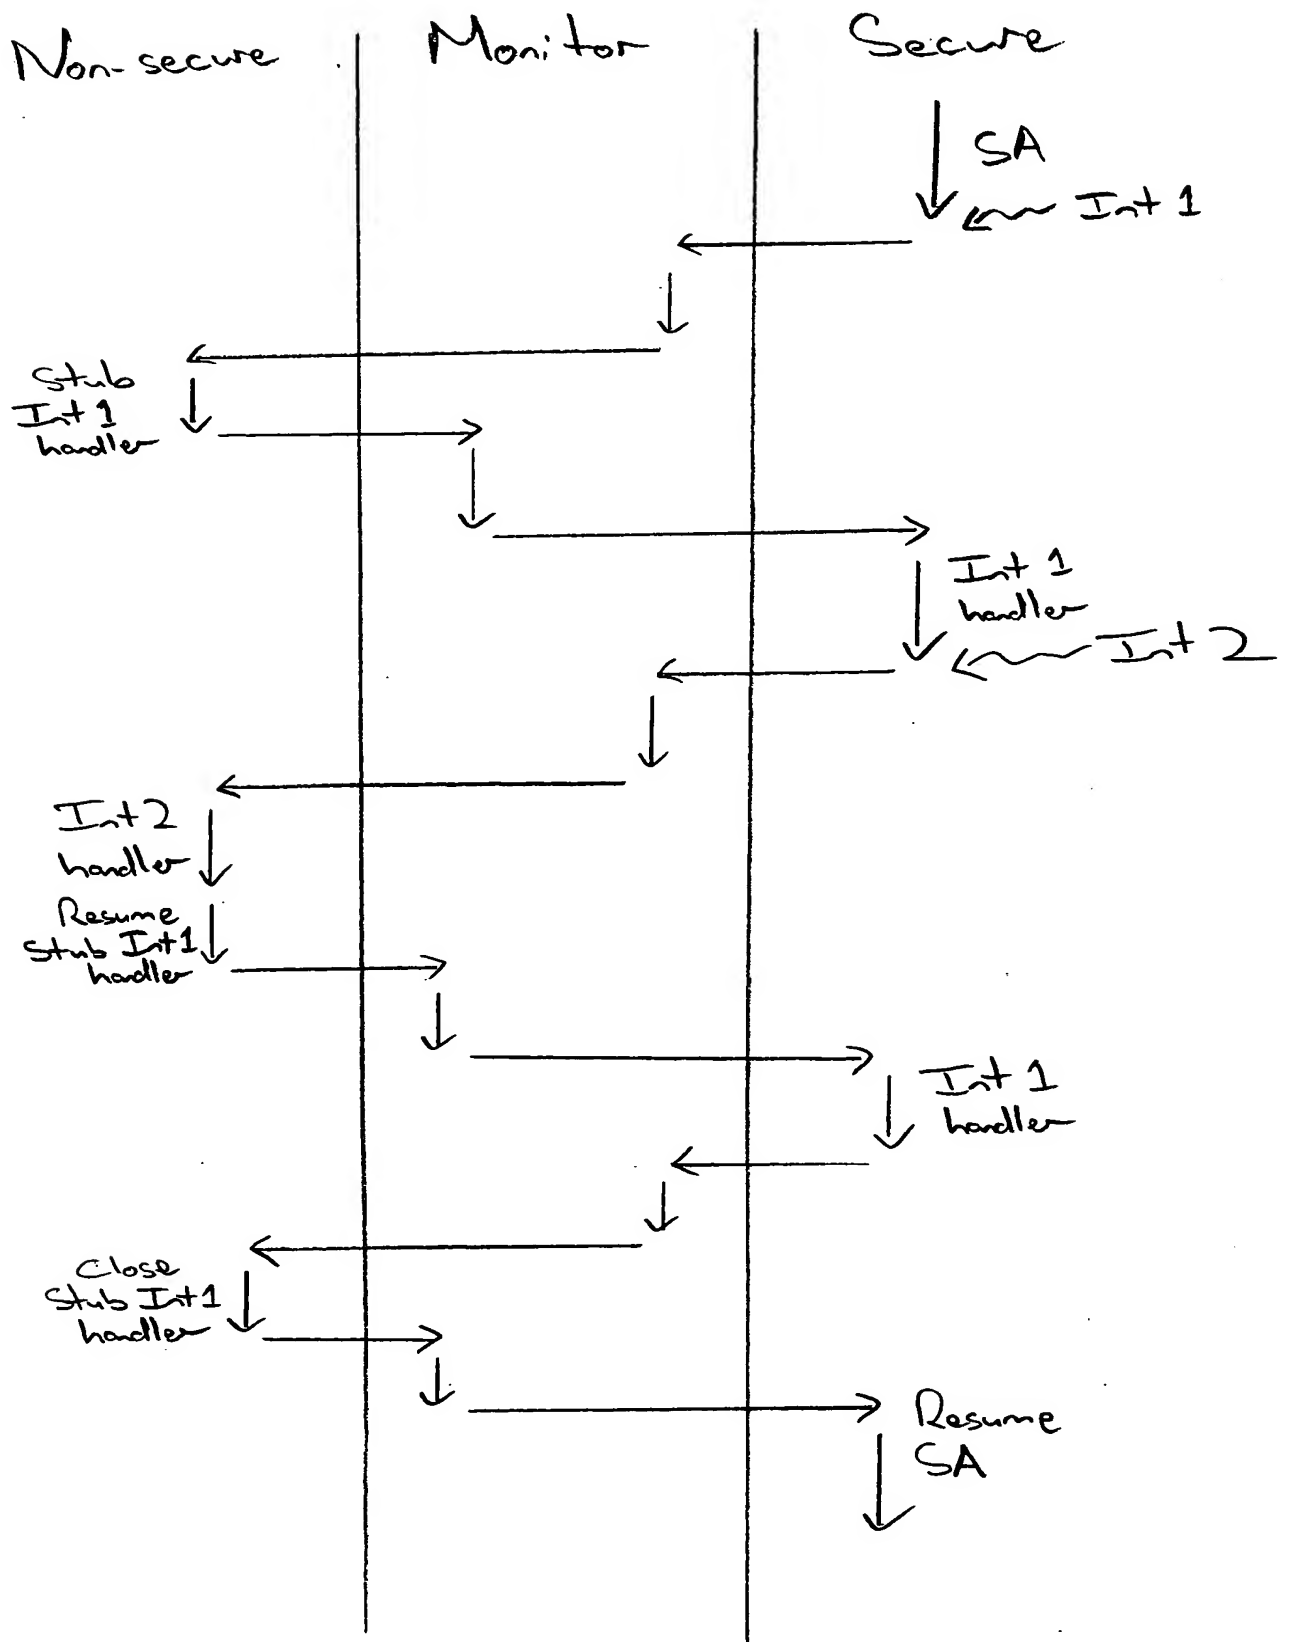 Non-secure
Monitor
Secure
SA
Int 1
Stub
Int 1
handler
Int 1
handler
Int 2
Int 2
handler
Resume
Stub Int 1
handler
Int 1
handler
Close
Stub Int 1
handler
Resume
SA